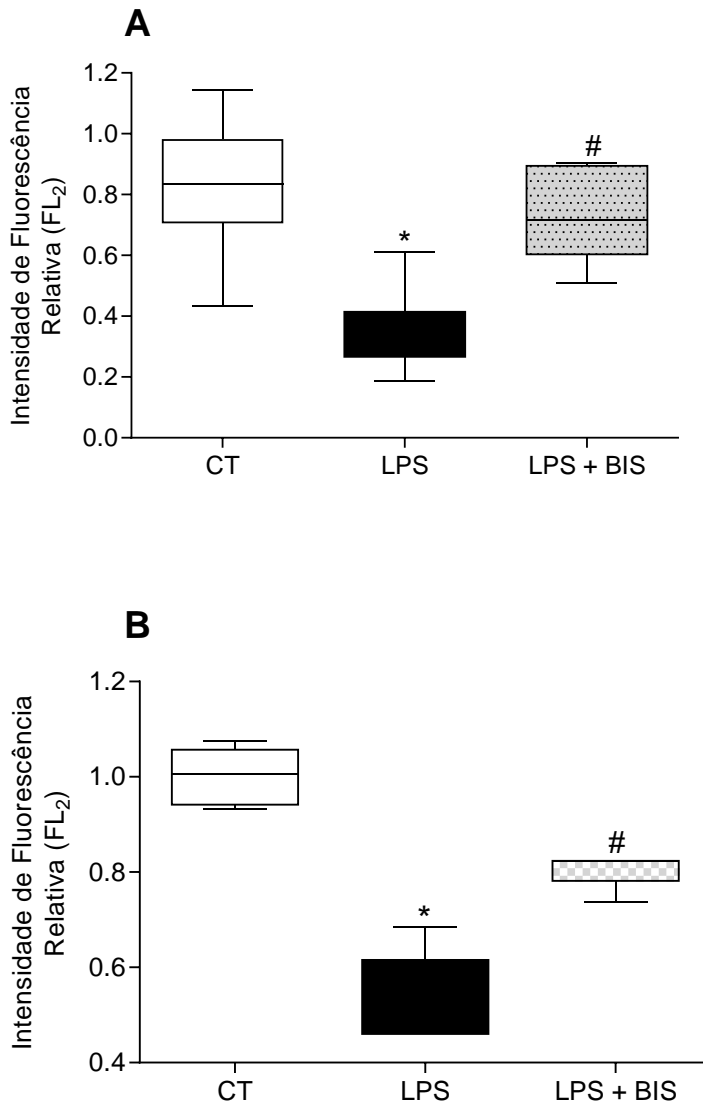 A
Intensidade de Fluorescência
Relativa (FL2)
1.2
1.0
0.8
0.6
0.4
0.2
0.0
*
#
CT LPS LPS + BIS
B
Intensidade de Fluorescência
Relativa (FL2)
1.2
1.0
0.8
0.6
0.4
*
#
CT LPS LPS + BIS